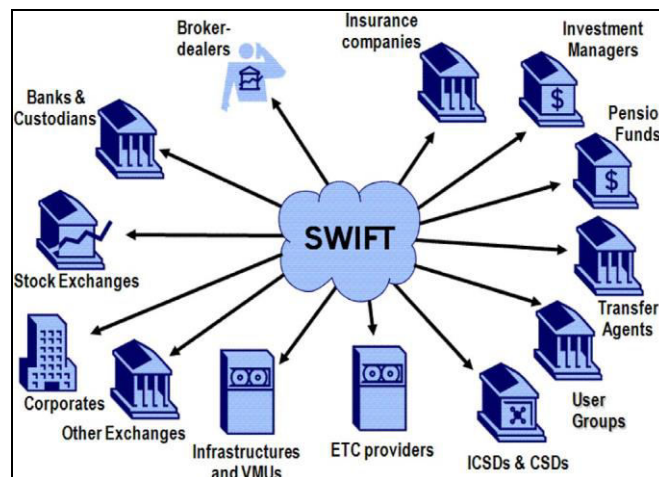 Broker-
dealers
Insurance
companies
Investment
Managers
Banks &
Custodians
$
Pensio
Funds
$
SWIFT
Stock Exchanges
Transfer
Agents
Corporates
Other Exchanges
Infrastructures
and VMUs
ETC providers
User
Groups
ICSDs & CSDs